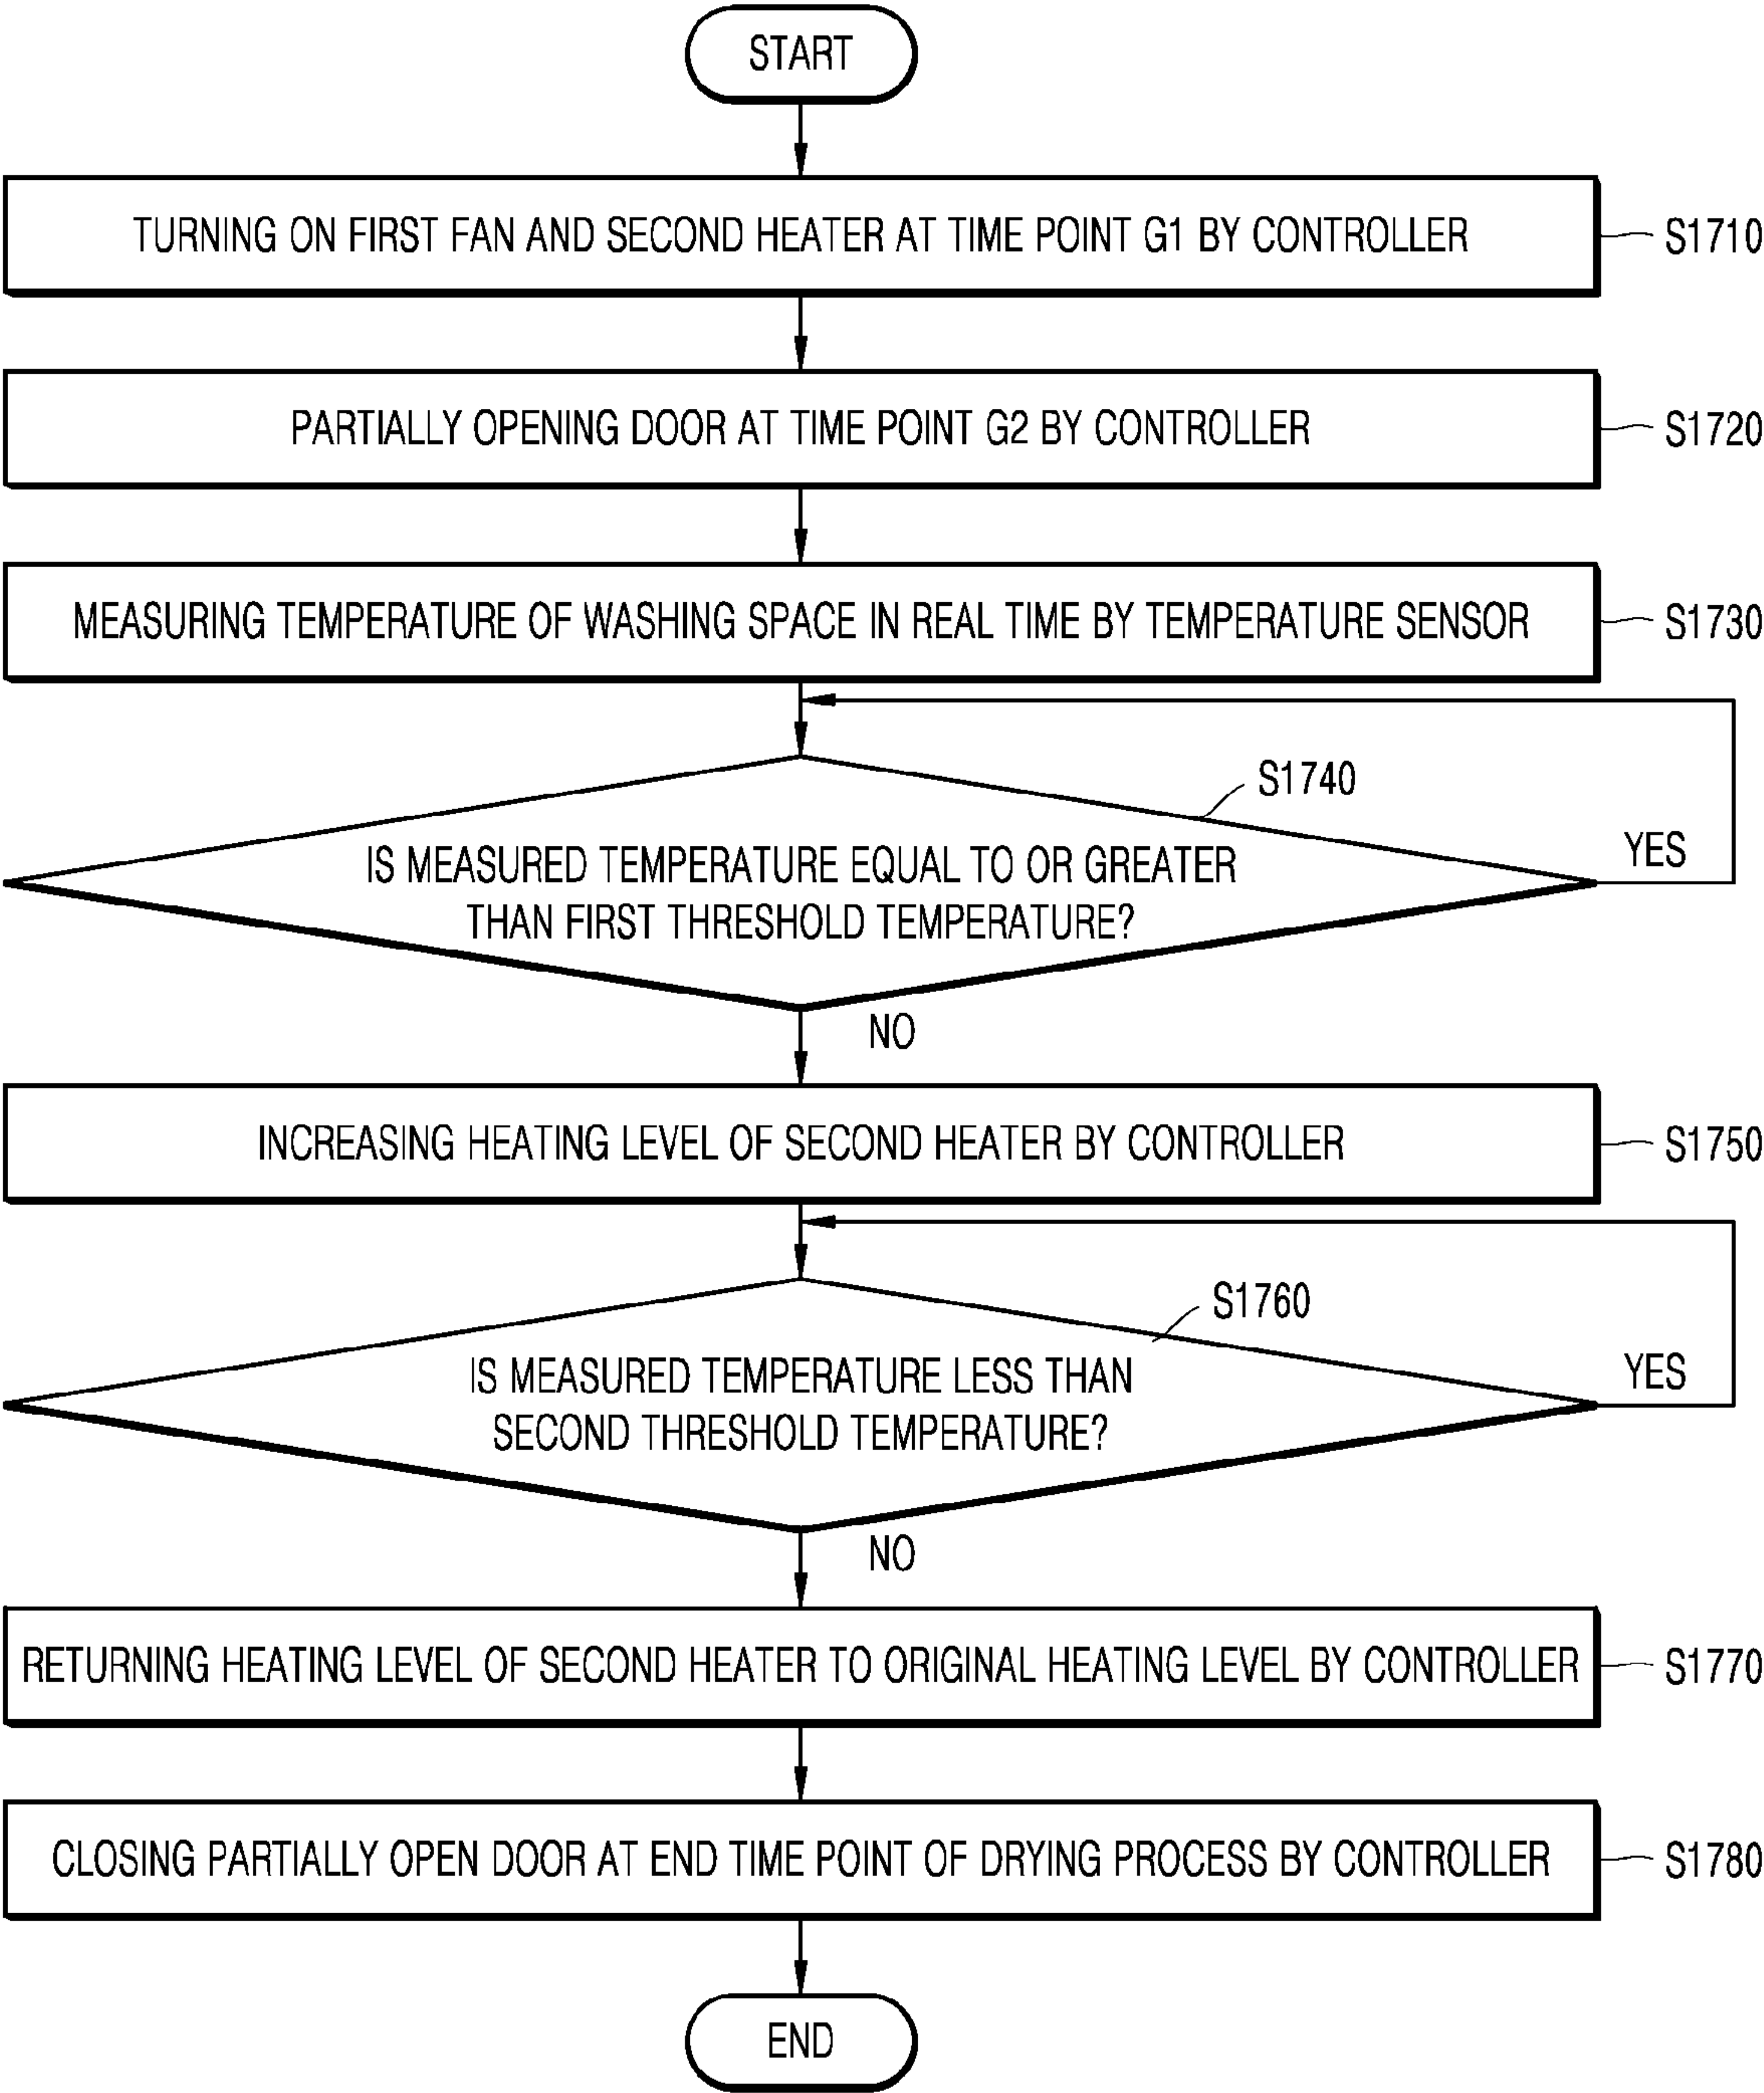 START
TURNING ON FIRST FAN AND SECOND HEATER AT TIME POINT G1 BY CONTROLLER
S1710
PARTIALLY OPENING DOOR AT TIME POINT G2 BY CONTROLLER
S1720
MEASURING TEMPERATURE OF WASHING SPACE IN REAL TIME BY TEMPERATURE SENSOR
S1730
S1740
IS MEASURED TEMPERATURE EQUAL TO OR GREATER
THAN FIRST THRESHOLD TEMPERATURE?
YES
NO
INCREASING HEATING LEVEL OF SECOND HEATER BY CONTROLLER
S1750
S1760
IS MEASURED TEMPERATURE LESS THAN
SECOND THRESHOLD TEMPERATURE?
YES
NO
RETURNING HEATING LEVEL OF SECOND HEATER TO ORIGINAL HEATING LEVEL BY CONTROLLER
S1770
CLOSING PARTIALLY OPEN DOOR AT END TIME POINT OF DRYING PROCESS BY CONTROLLER
S1780
END